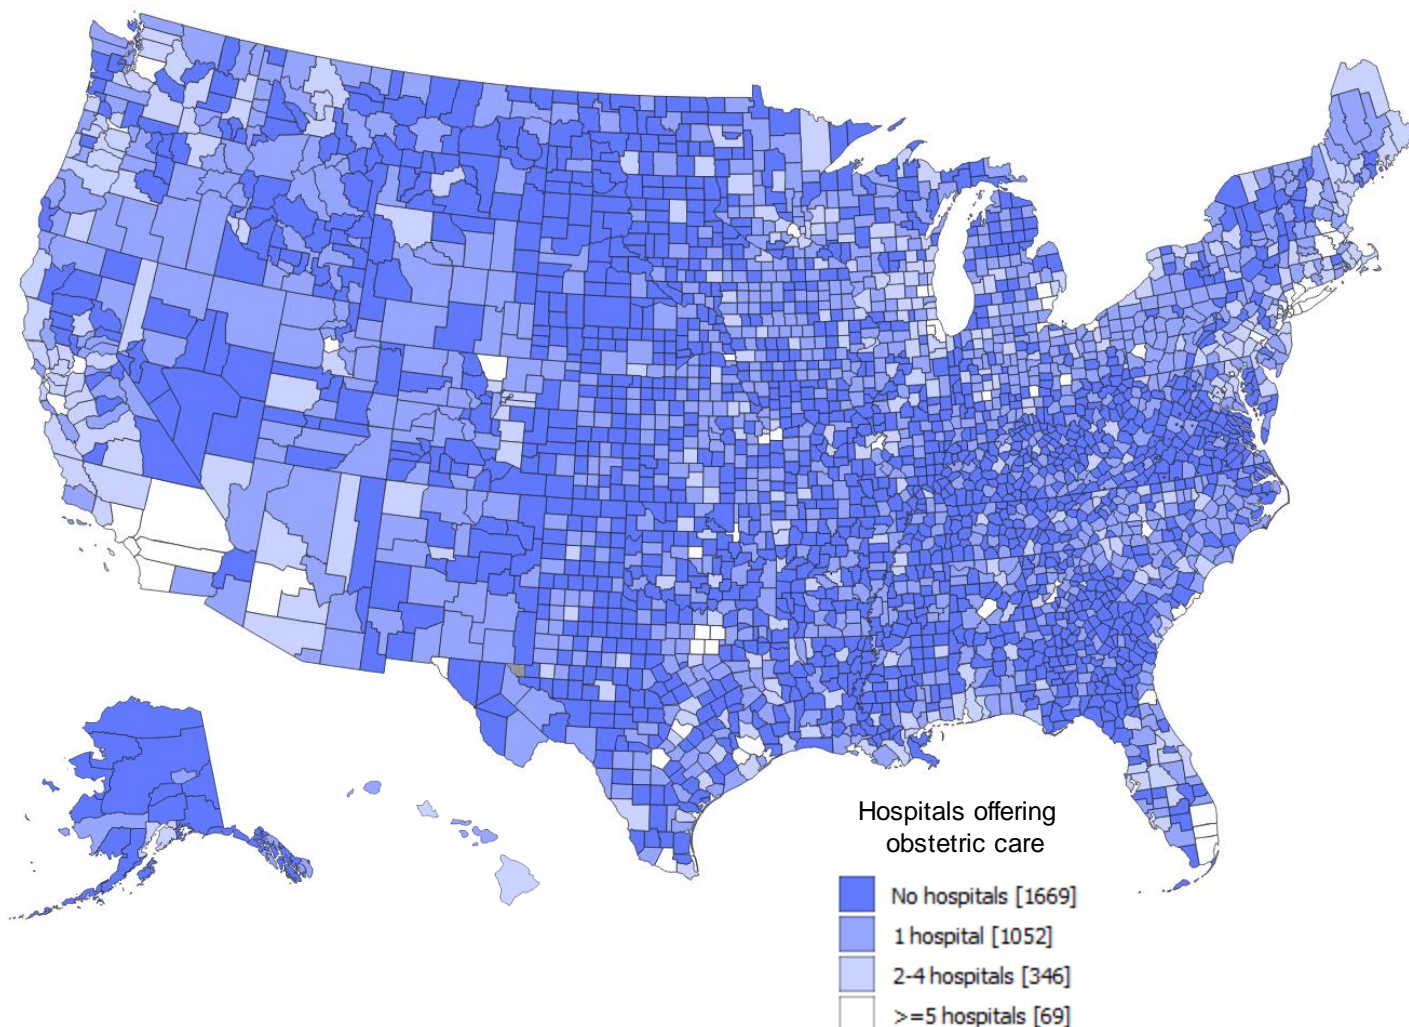 Hospitals offering
obstetric care
No hospitals [1669]
1 hospital [1052]
2-4 hospitals [346]
>=5 hospitals [69]